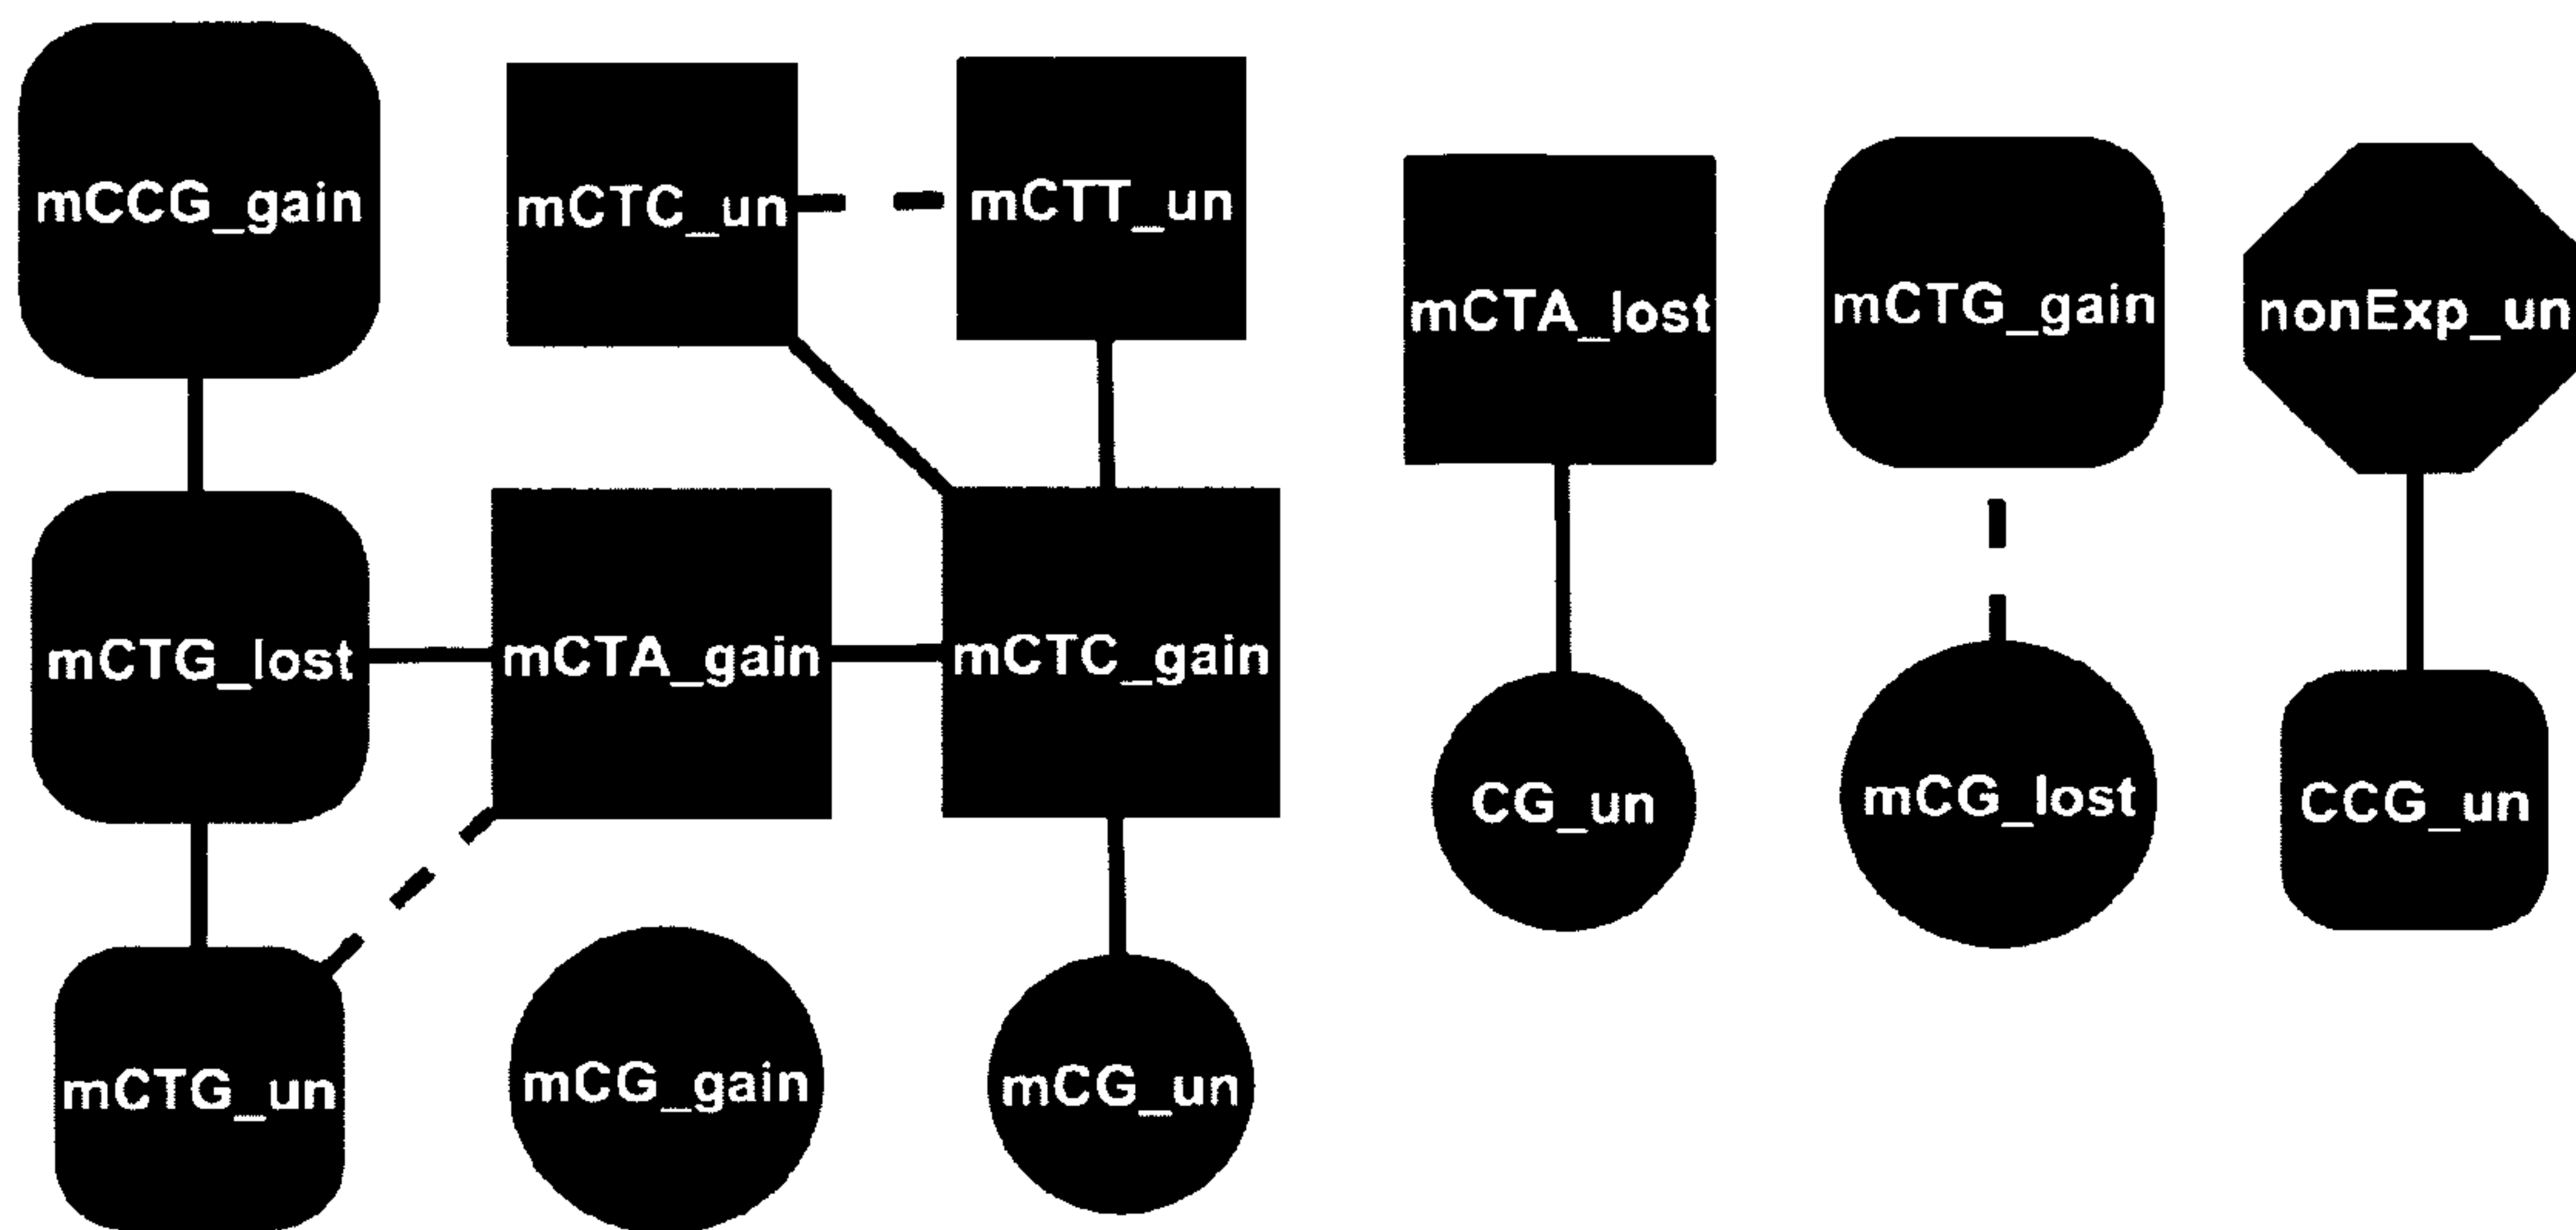 mCCG_gain
mCTC_un
mCTT_un
mCTA_lost
mCTG_gain
nonExp_un
mCTG_lost
mCTA_gain
mCTC_gain
CG_un
mCG_lost
CCG_un
mCTG_un
mCG_gain
mCG_un